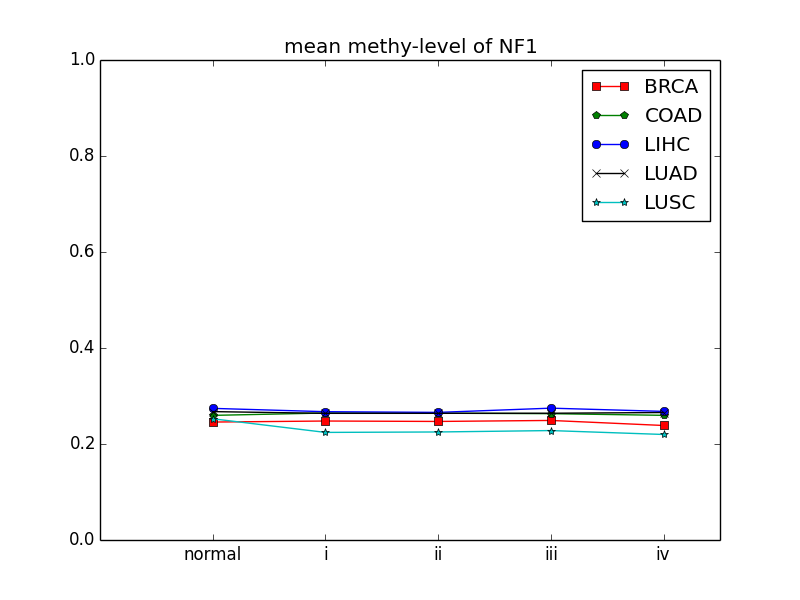 mean methy-level of NF1
1.0
0.8
0.6
0.4
0.2
0.0
normal i ii iii iv
BRCA
COAD
LIHC
LUAD
LUSC